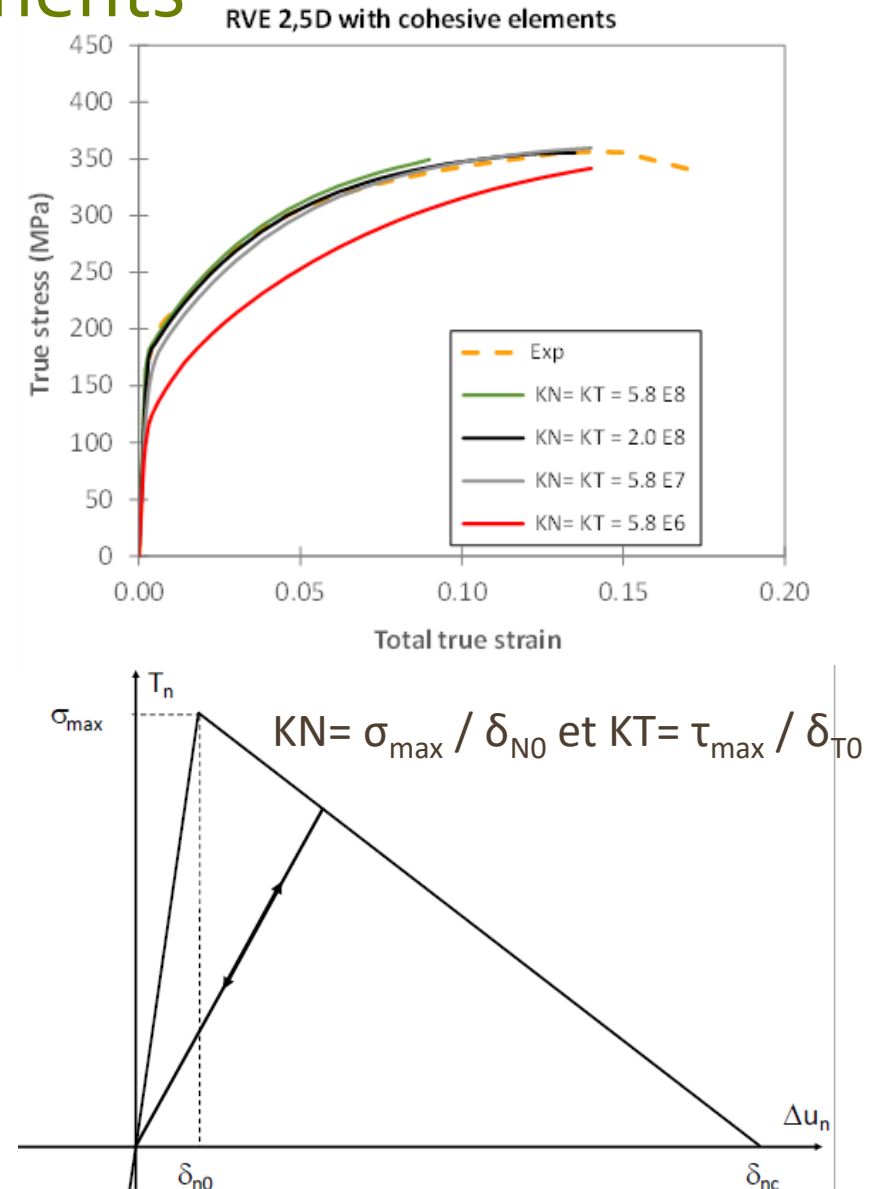 nents
RVE 2,5D with cohesive elements
450
400
350
300
250
200
150
100
50
0
True stress (MPa)
Exp
KN= KT = 5.8 E8
KN= KT = 2.0 E8
KN= KT = 5.8 E7
KN= KT = 5.8 E6
0.00 0.05 0.10 0.15 0.20
Total true strain
Tn
σmax
KN= σmax / δN0 et KT= τmax / δT0
Δun
δn0 δnc